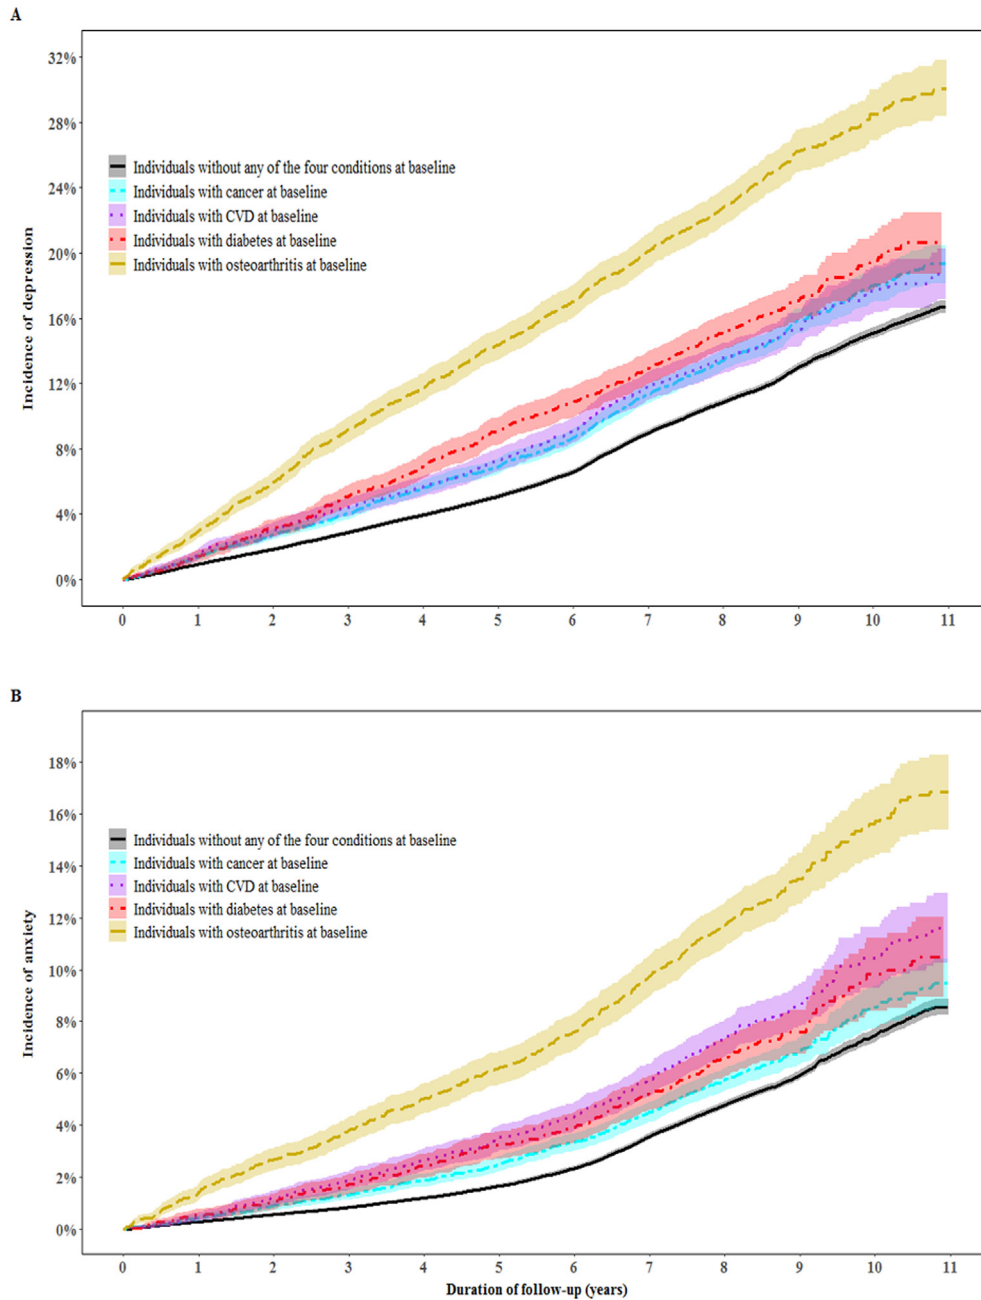 A
32%
28%
24%
20%
16%
12%
8%
4%
0%
Incidence of depression
Individuals without any of the four conditions at baseline
Individuals with cancer at baseline
Individuals with CVD at baseline
Individuals with diabetes at baseline
Individuals with osteoarthritis at baseline
0 1 2 3 4 5 6 7 8 9 10 11
B
18%
16%
14%
12%
10%
8%
6%
4%
2%
0%
Incidence of anxiety
Individuals without any of the four conditions at baseline
Individuals with cancer at baseline
Individuals with CVD at baseline
Individuals with diabetes at baseline
Individuals with osteoarthritis at baseline
0 1 2 3 4 5 6 7 8 9 10 11
Duration of follow-up (years)